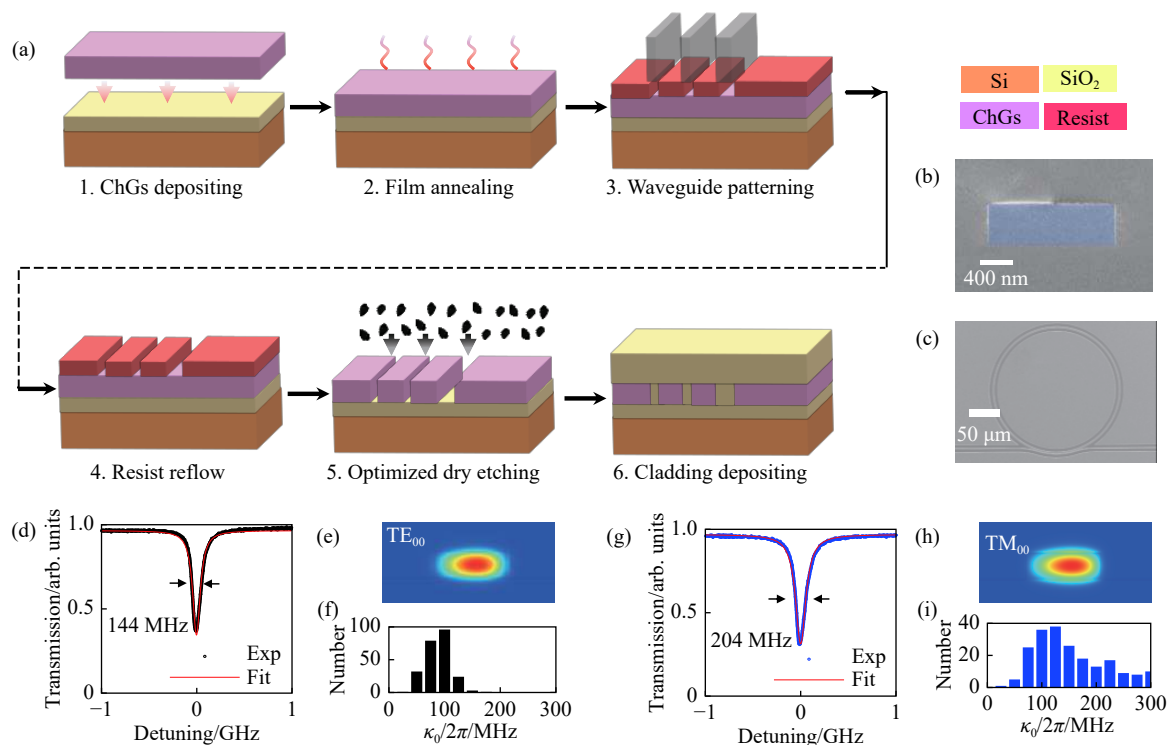 (a)
1. ChGs depositing
2. Film annealing
3. Waveguide patterning
Si
SiO₂
ChGs
Resist
(b)
400 nm
(c)
50 μm
4. Resist reflow
5. Optimized dry etching
6. Cladding depositing
(d)
Transmission/arb. units
1.0
0.5
0
144 MHz
Exp
Fit
−1
0
1
Detuning/GHz
(e)
TE₀₀
(f)
Number
100
50
0
0
100
200
300
κ₀/2π/MHz
(g)
Transmission/arb. units
1.0
0.5
0
204 MHz
Exp
Fit
−1
0
1
Detuning/GHz
(h)
TM₀₀
(i)
Number
40
20
0
0
100
200
300
κ₀/2π/MHz